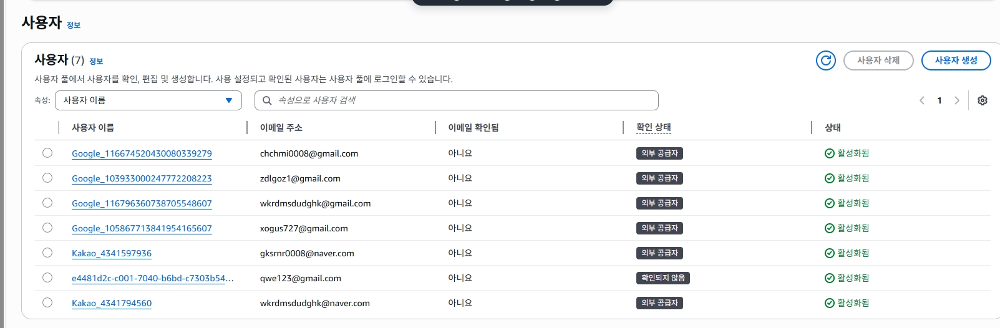 사용자 정보
사용자 (7) 정보
사용자 삭제
사용자 생성
사용자 풀에서 사용자를 확인, 편집 및 생성합니다. 사용 설정되고 확인된 사용자는 사용자 풀에 로그인할 수 있습니다.
속성: 사용자 이름 속성으로 사용자 검색 1
사용자 이름 이메일 주소 이메일 확인됨 확인 상태 상태
Google_116674520430080339279 chchmi0008@gmail.com 아니요 외부 공급자 활성화됨
Google_103933000247772208223 zdlgoz1@gmail.com 아니요 외부 공급자 활성화됨
Google_116796360738705548607 wkrdmsdudghk@gmail.com 아니요 외부 공급자 활성화됨
Google_105867713841954165607 xogus727@gmail.com 아니요 외부 공급자 활성화됨
Kakao_4341597936 gksrnr0008@naver.com 아니요 외부 공급자 활성화됨
e4481d2c-c001-7040-b6bd-c7303b54... qwe123@gmail.com 아니요 확인되지 않음 활성화됨
Kakao_4341794560 wkrdmsdudghk@naver.com 아니요 외부 공급자 활성화됨